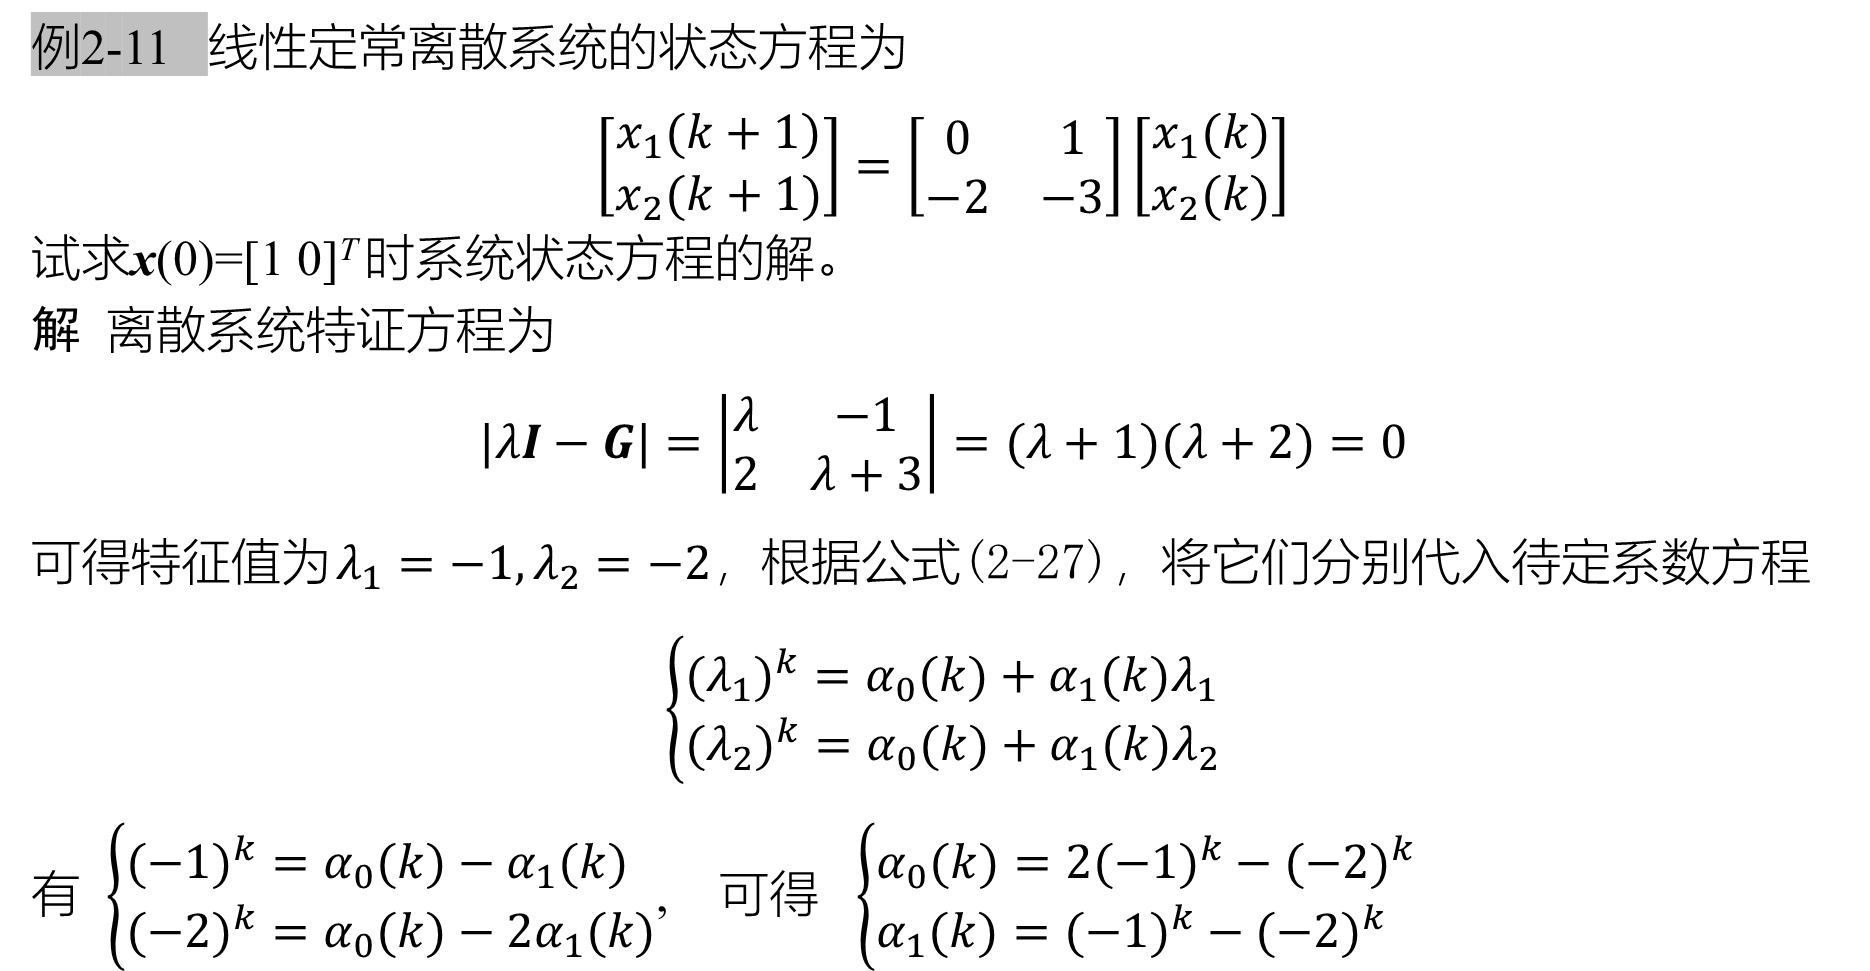 例2-11 线性定常离散系统的状态方程为
[x₁(k + 1) x₂(k + 1)] = [0 1 −2 −3] [x₁(k) x₂(k)]
试求x(0)=[1 0]ᵀ时系统状态方程的解。
解 离散系统特证方程为
|λI − G| = |λ −1 2 λ + 3| = (λ + 1)(λ + 2) = 0
可得特征值为λ₁ = −1, λ₂ = −2，根据公式(2-27)，将它们分别代入待定系数方程
(λ₁)ᵏ = α₀(k) + α₁(k)λ₁
(λ₂)ᵏ = α₀(k) + α₁(k)λ₂
有 {(−1)ᵏ = α₀(k) − α₁(k) (−2)ᵏ = α₀(k) − 2α₁(k)， 可得 {α₀(k) = 2(−1)ᵏ − (−2)ᵏ α₁(k) = (−1)ᵏ − (−2)ᵏ